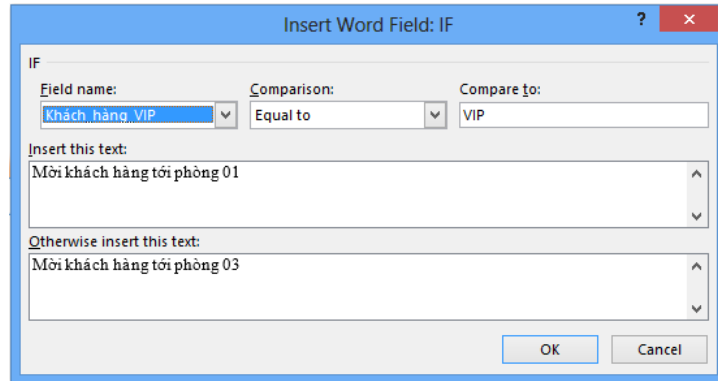 Insert Word Field: IF
?
×
IF
Field name:
Comparison:
Compare to:
Khách_hàng_VIP
Equal to
VIP
Insert this text:
Mời khách hàng tới phòng 01
Otherwise insert this text:
Mời khách hàng tới phòng 03
OK
Cancel